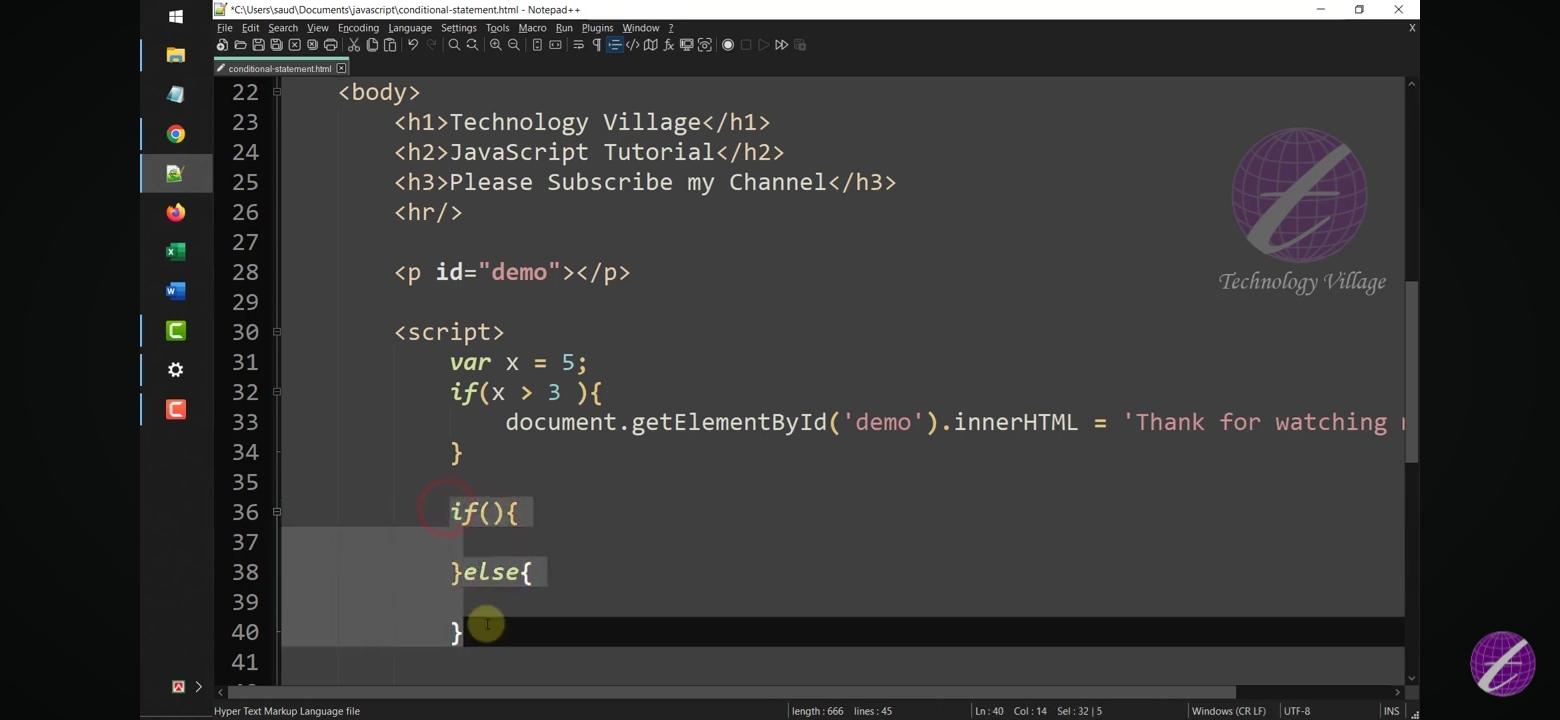 *C:\Users\saud\Documents\javascript\conditional-statement.html - Notepad++
File Edit Search View Encoding Language Settings Tools Macro Run Plugins Window ? X
conditional-statement.html
22 <body>
23 <h1>Technology Village</h1>
24 <h2>JavaScript Tutorial</h2>
25 <h3>Please Subscribe my Channel</h3>
26 <hr/>
27
28 <p id="demo"></p>
29
30 <script>
31 var x = 5;
32 if(x > 3 ){
33 document.getElementById('demo').innerHTML = 'Thank for watching
34 }
35
36 if(){
37
38 }else{
39
40 }
41
Technology Village
Hyper Text Markup Language file length : 666 lines : 45 Ln : 40 Col : 14 Sel : 32 | 5 Windows (CR LF) UTF-8 INS